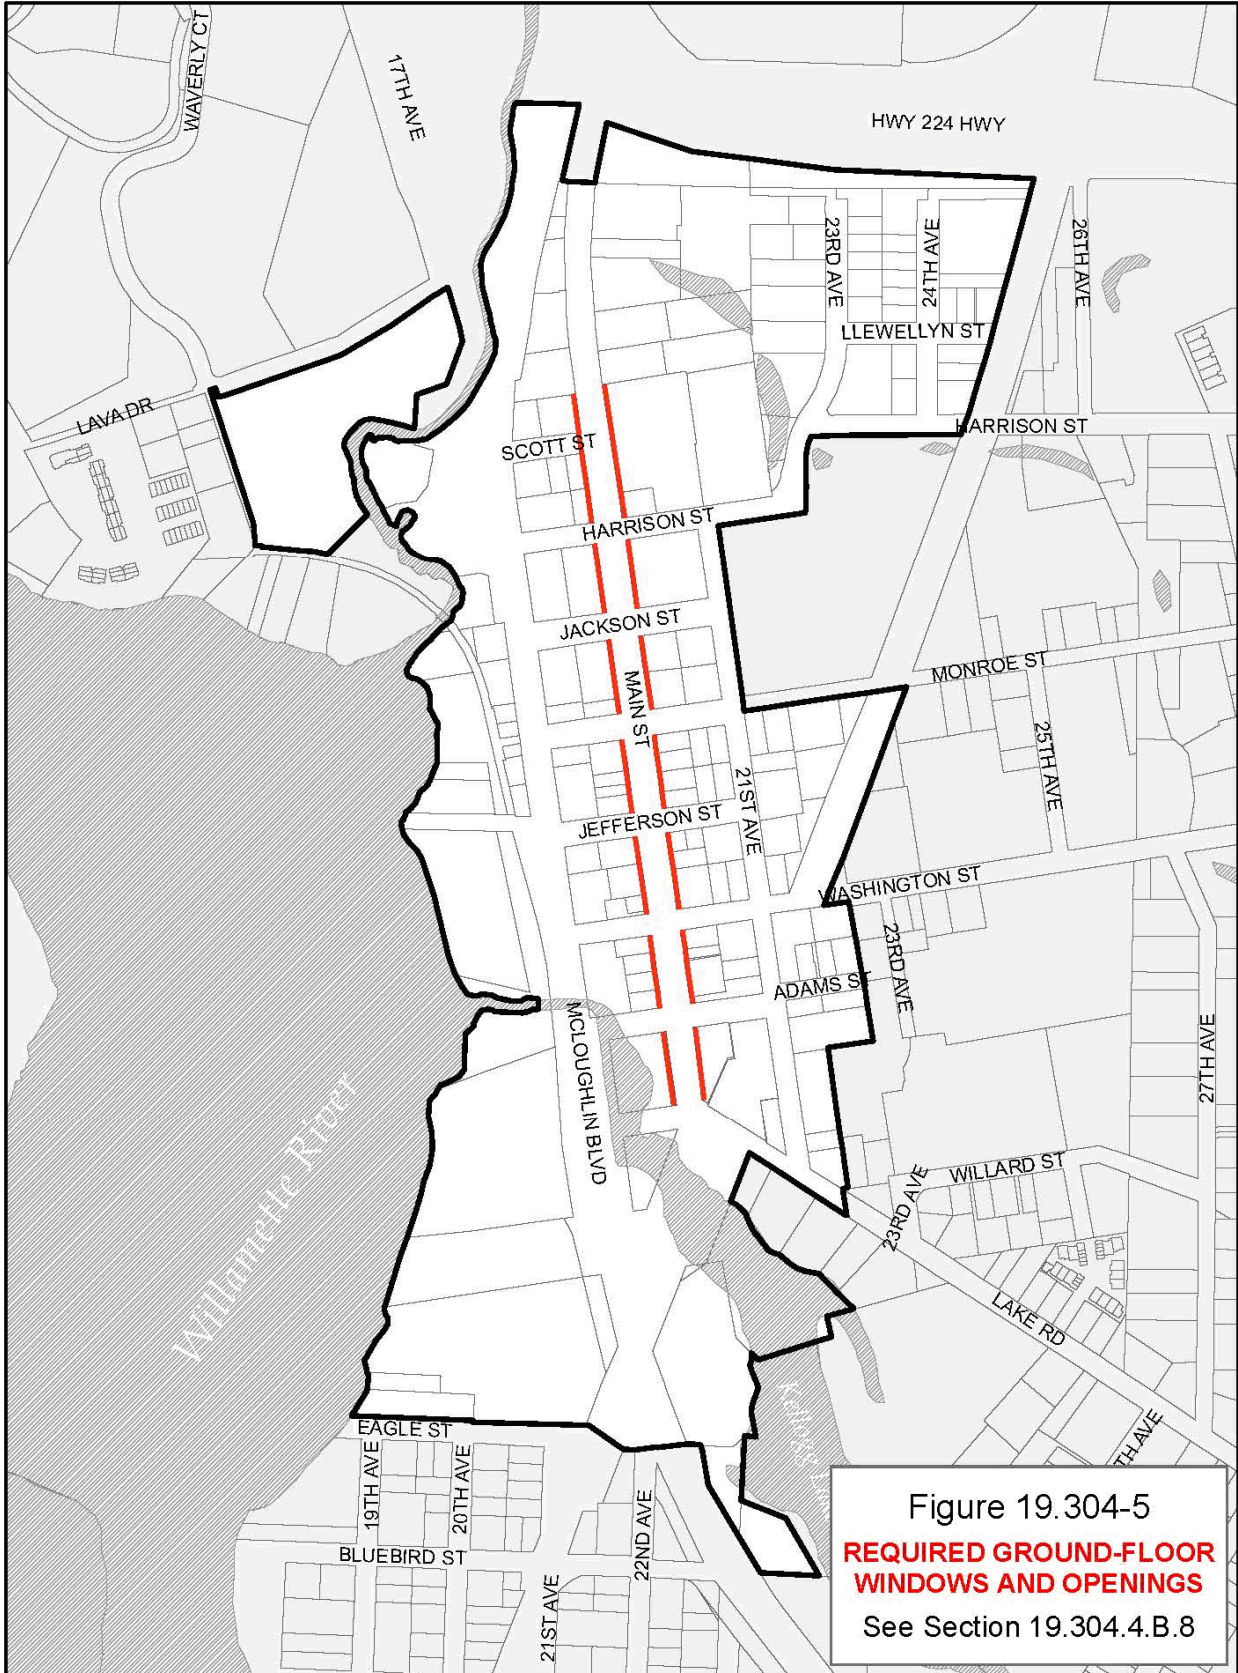 WAVERLY CT
17TH AVE
HWY 224 HWY
23RD AVE
24TH AVE
26TH AVE
LLEWELLYN ST
LAVA DR
SCOTT ST
HARRISON ST
HARRISON ST
JACKSON ST
MAIN ST
MONROE ST
25TH AVE
21ST AVE
JEFFERSON ST
WASHINGTON ST
23RD AVE
ADAMS ST
MCLOUGHLIN BLVD
27TH AVE
Willamette River
WILLARD ST
23RD AVE
LAKE RD
Kellogg
EAGLE ST
19TH AVE
20TH AVE
22ND AVE
TH AVE
BLUEBIRD ST
21ST AVE
Figure 19.304-5
REQUIRED GROUND-FLOOR
WINDOWS AND OPENINGS
See Section 19.304.4.B.8